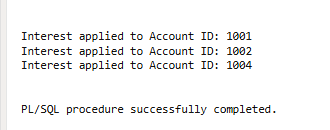 Interest applied to Account ID: 1001
Interest applied to Account ID: 1002
Interest applied to Account ID: 1004
PL/SQL procedure successfully completed.